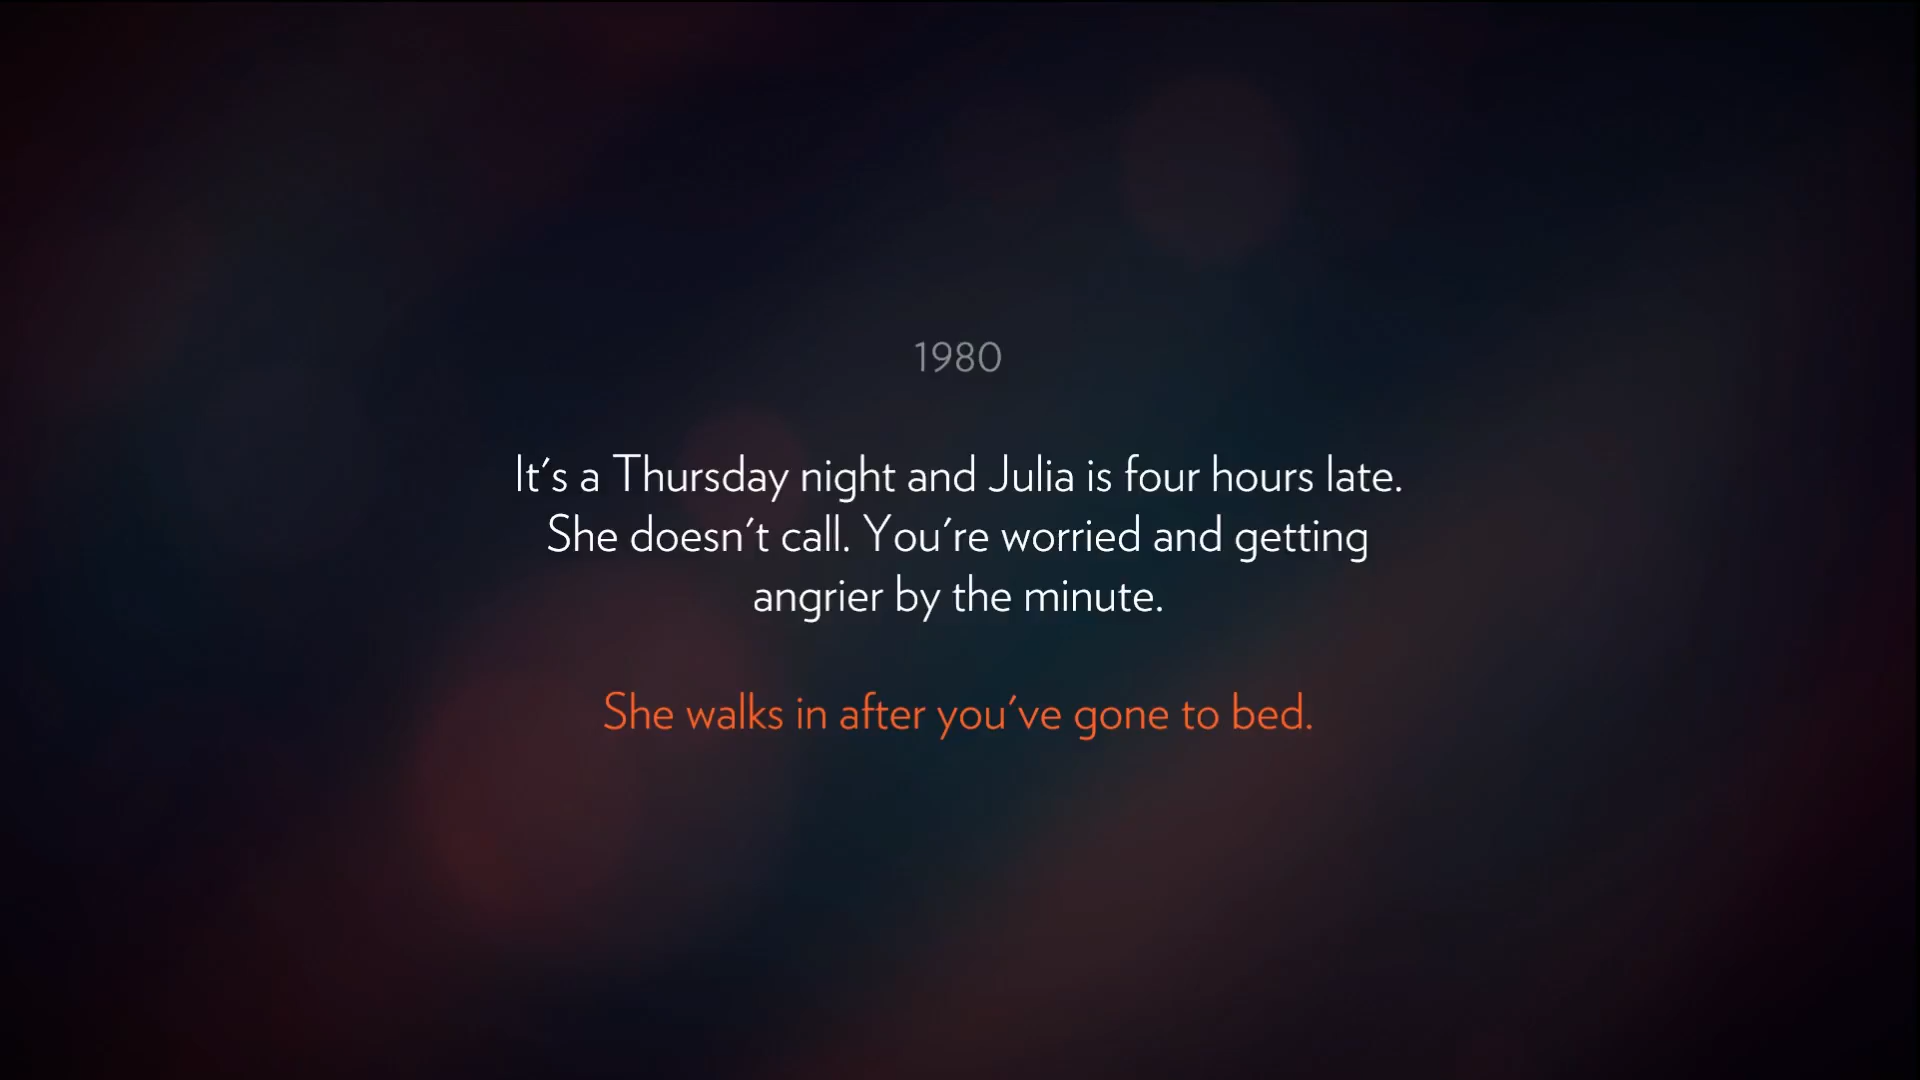 1980
It's a Thursday night and Julia is four hours late.
She doesn't call. You're worried and getting
angrier by the minute.
She walks in after you've gone to bed.